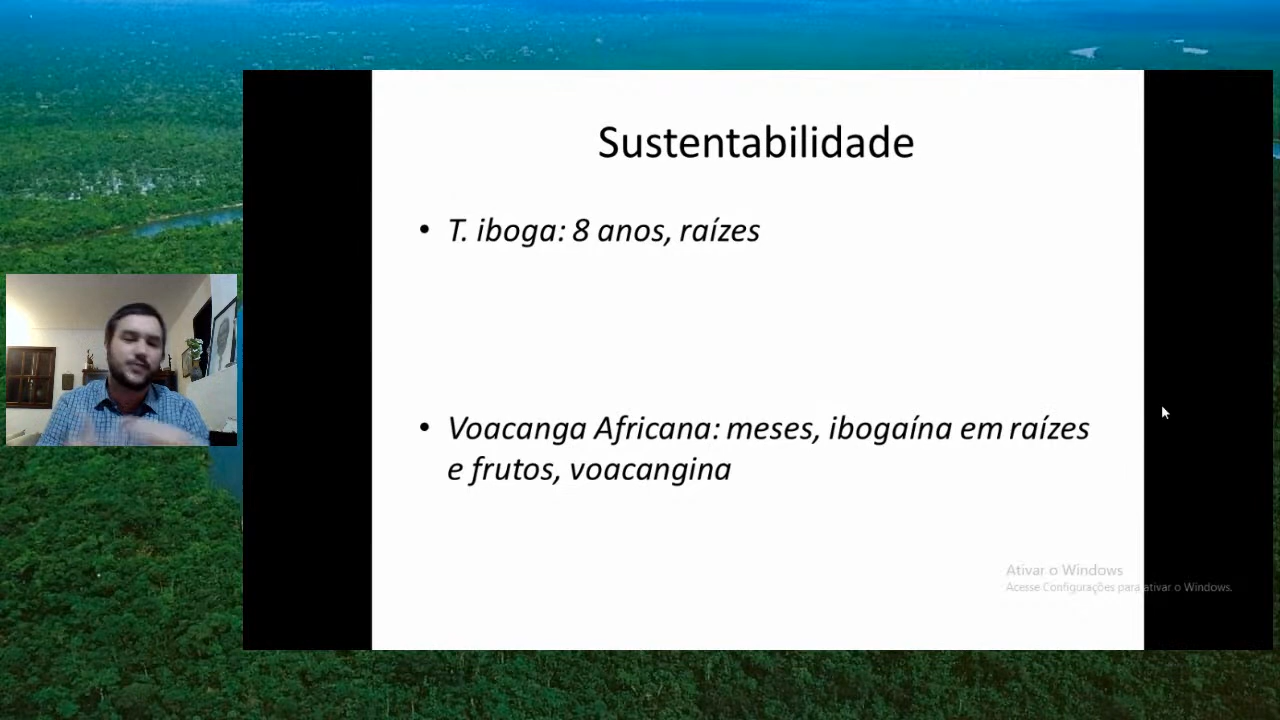 Sustentabilidade
• T. iboga: 8 anos, raízes
• Voacanga Africana: meses, ibogaína em raízes
e frutos, voacangina
Ativar o Windows
Acesse Configurações para ativar o Windows.